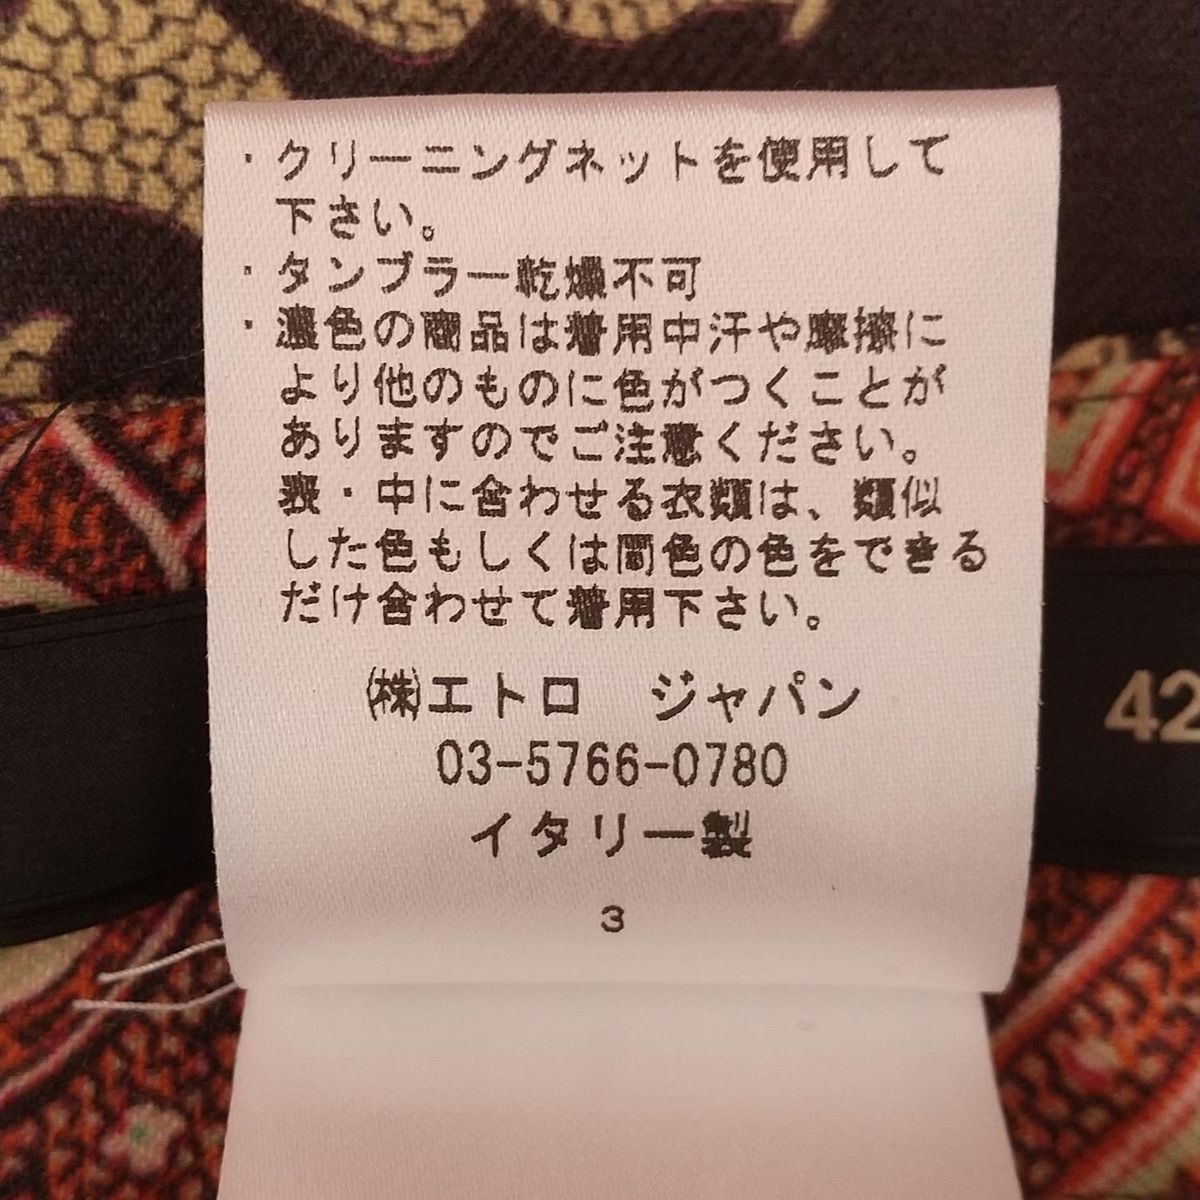 ・クリーニングネットを使用して
下さい。
・タンブラー乾燥不可
・濃色の商品は着用中汗や摩擦に
より他のものに色がつくことが
ありますのでご注意ください。
表・中に合わせる衣類は、類似
した色もしくは同色の色をできる
だけ合わせて着用下さい。
㈱エトロ　ジャパン
03-5766-0780
イタリー製
3
42